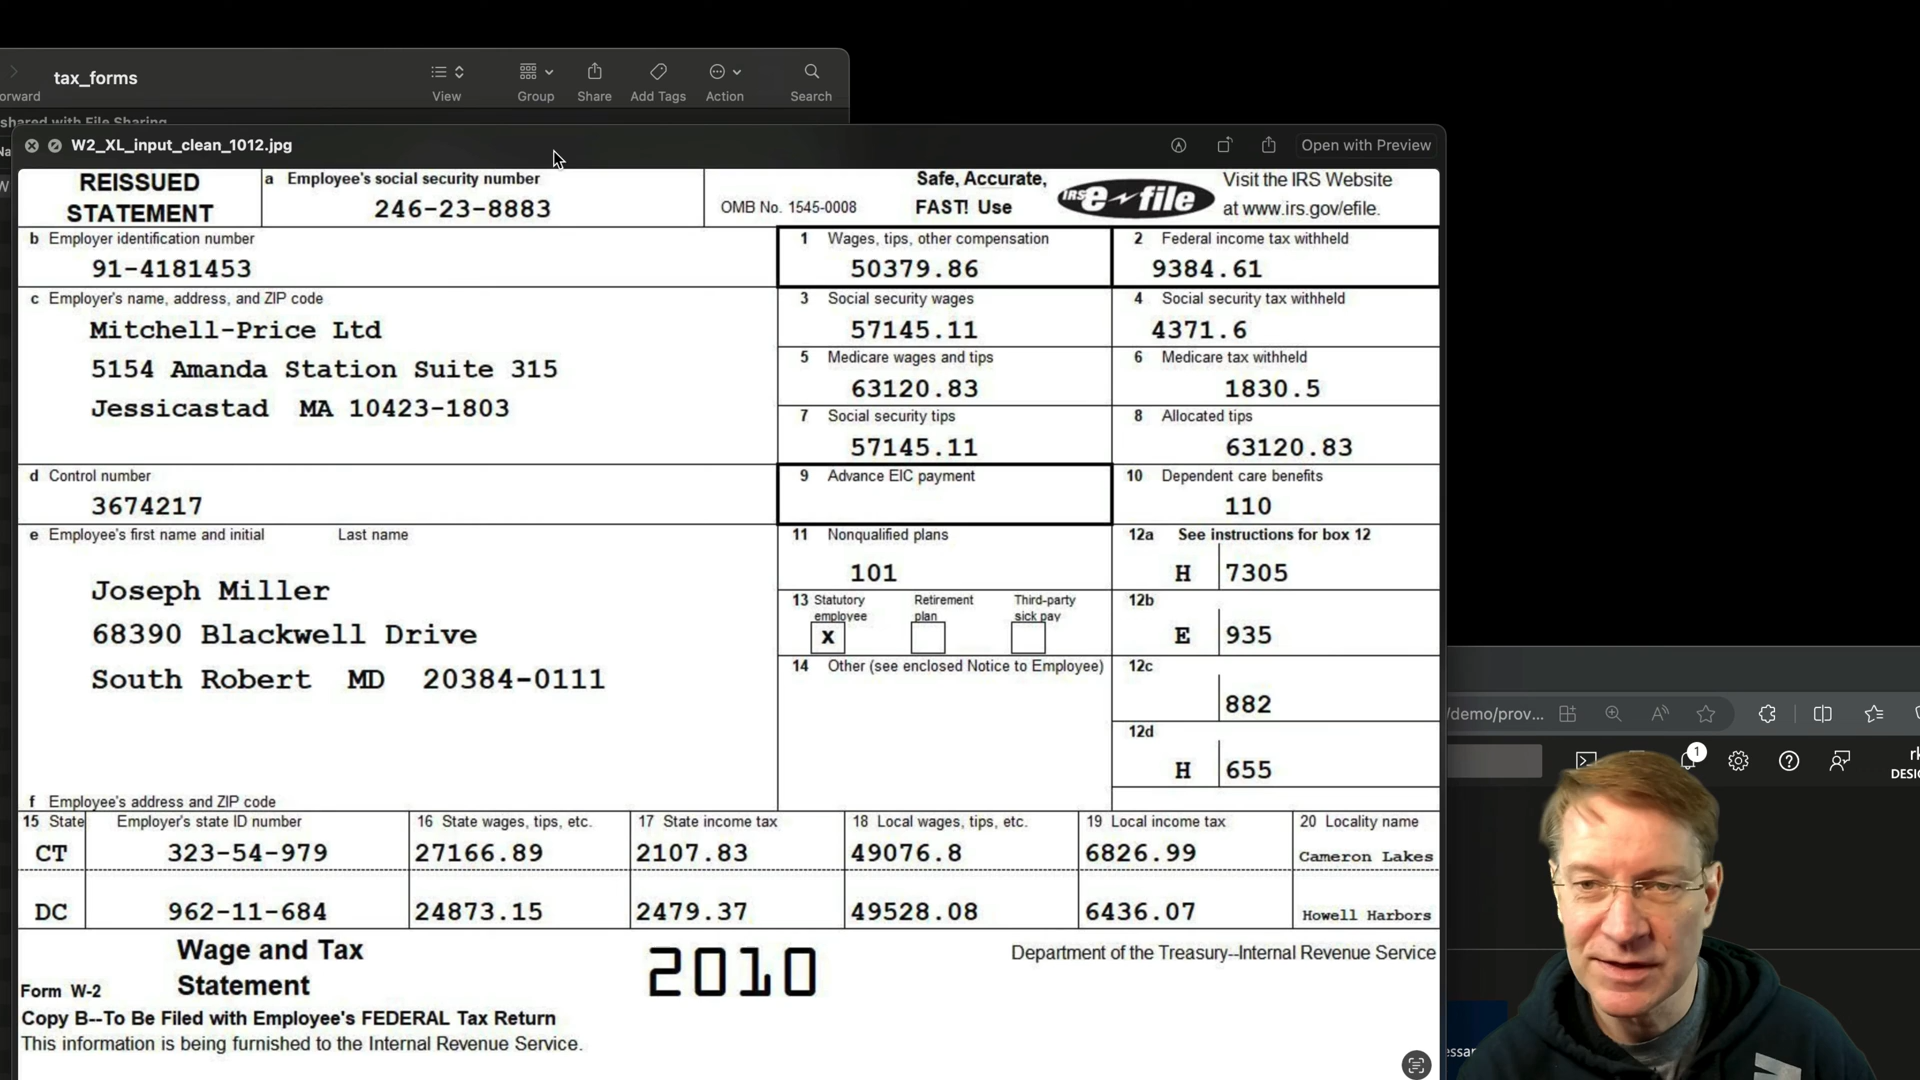 tax_forms
View
Group
Share
Add Tags
Action
Search
orward
shared with File Sharing
Na
W
W2_XL_input_clean_1012.jpg
Open with Preview
REISSUED
STATEMENT
a Employee's social security number
246-23-8883
OMB No. 1545-0008
Safe, Accurate,
FAST! Use
IRS e-file
Visit the IRS Website
at www.irs.gov/efile.
b Employer identification number
91-4181453
1 Wages, tips, other compensation
50379.86
2 Federal income tax withheld
9384.61
c Employer's name, address, and ZIP code
Mitchell-Price Ltd
5154 Amanda Station Suite 315
Jessicastad MA 10423-1803
3 Social security wages
57145.11
4 Social security tax withheld
4371.6
5 Medicare wages and tips
63120.83
6 Medicare tax withheld
1830.5
7 Social security tips
57145.11
8 Allocated tips
63120.83
d Control number
3674217
9 Advance EIC payment
10 Dependent care benefits
110
e Employee's first name and initial Last name
Joseph Miller
68390 Blackwell Drive
South Robert MD 20384-0111
11 Nonqualified plans
101
12a See instructions for box 12
H 7305
13 Statutory employee
Retirement plan
Third-party sick pay
X
12b
E 935
14 Other (see enclosed Notice to Employee)
12c
882
12d
H 655
f Employee's address and ZIP code
15 State Employer's state ID number
16 State wages, tips, etc.
17 State income tax
18 Local wages, tips, etc.
19 Local income tax
20 Locality name
CT 323-54-979 27166.89 2107.83 49076.8 6826.99 Cameron Lakes
DC 962-11-684 24873.15 2479.37 49528.08 6436.07 Howell Harbors
Form W-2
Wage and Tax
Statement
2010
Department of the Treasury--Internal Revenue Service
Copy B--To Be Filed with Employee's FEDERAL Tax Return
This information is being furnished to the Internal Revenue Service.
/demo/prov...
1
rk
DESIG
essar